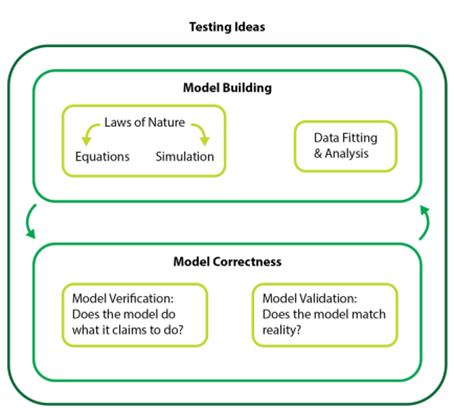 Testing Ideas
Model Building
Laws of Nature
Equations
Simulation
Data Fitting
& Analysis
Model Correctness
Model Verification:
Does the model do
what it claims to do?
Model Validation:
Does the model match
reality?